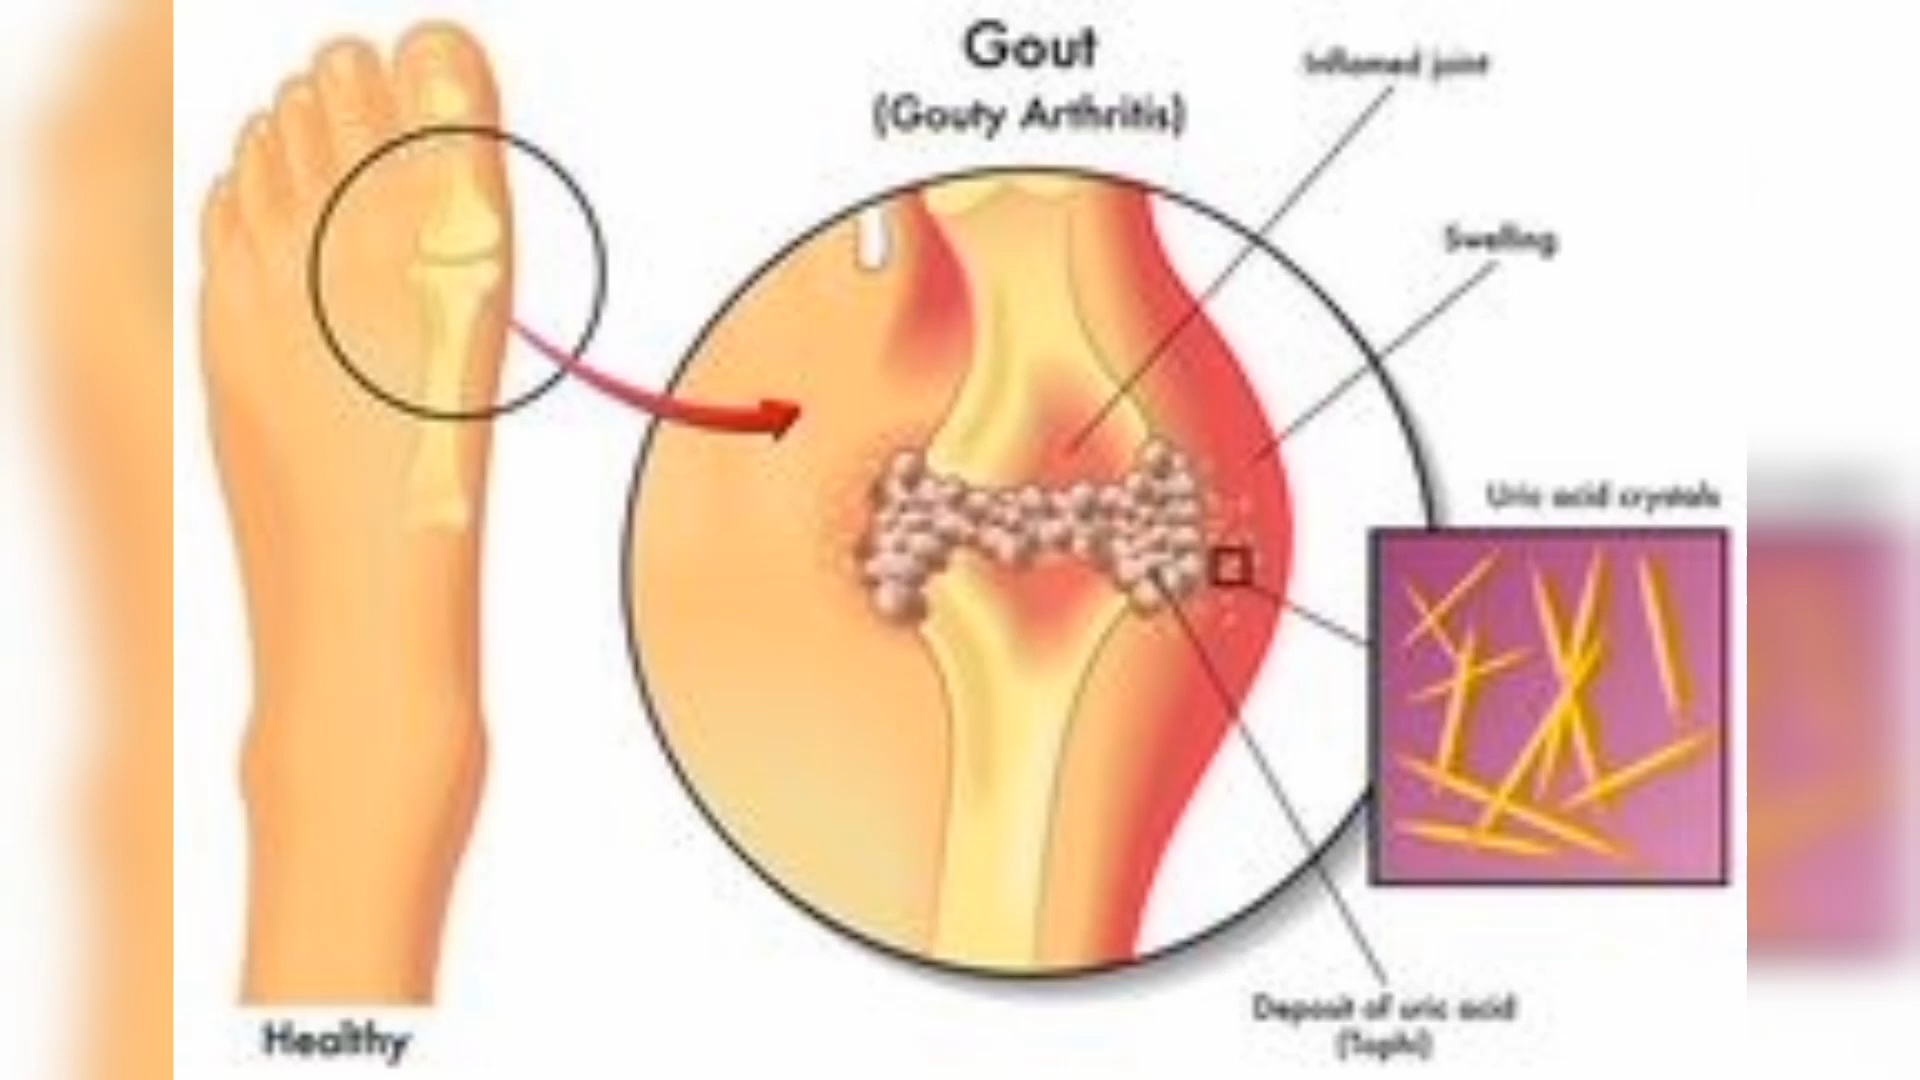 Gout
(Gouty Arthritis)
Inflamed joint
Swelling
Uric acid crystals
Deposit of uric acid
(Tophi)
Healthy